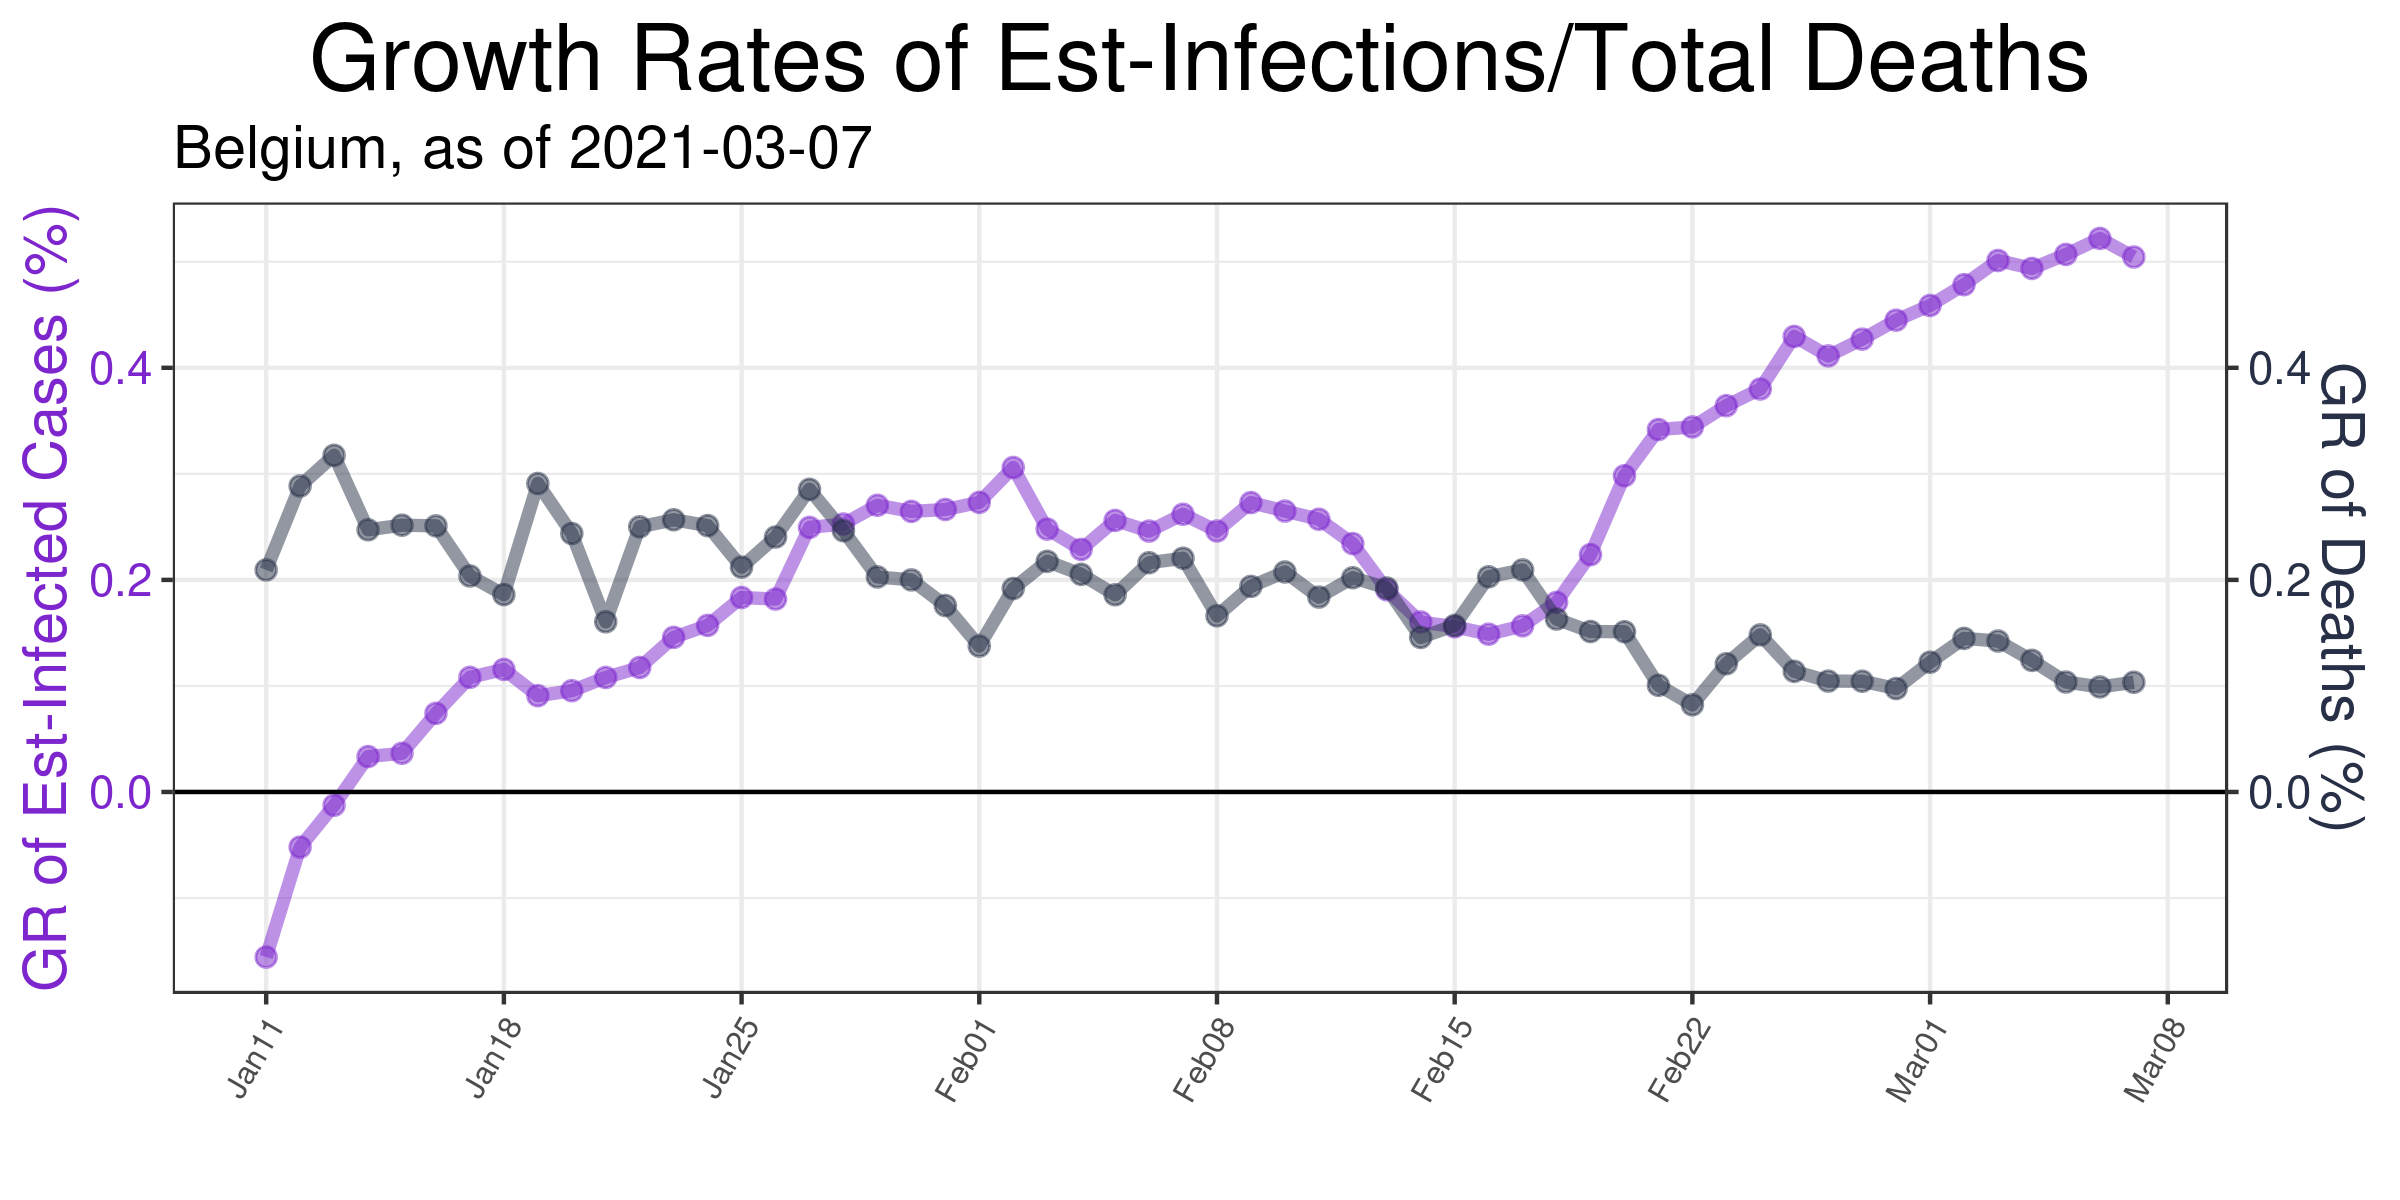 Growth Rates of Est-Infections/Total Deaths
Belgium, as of 2021-03-07
GR of Est-Infected Cases (%)
0.4
0.2
0.0
0.4
0.2
0.0
GR of Deaths (%)
Jan11
Jan18
Jan25
Feb01
Feb08
Feb15
Feb22
Mar01
Mar08